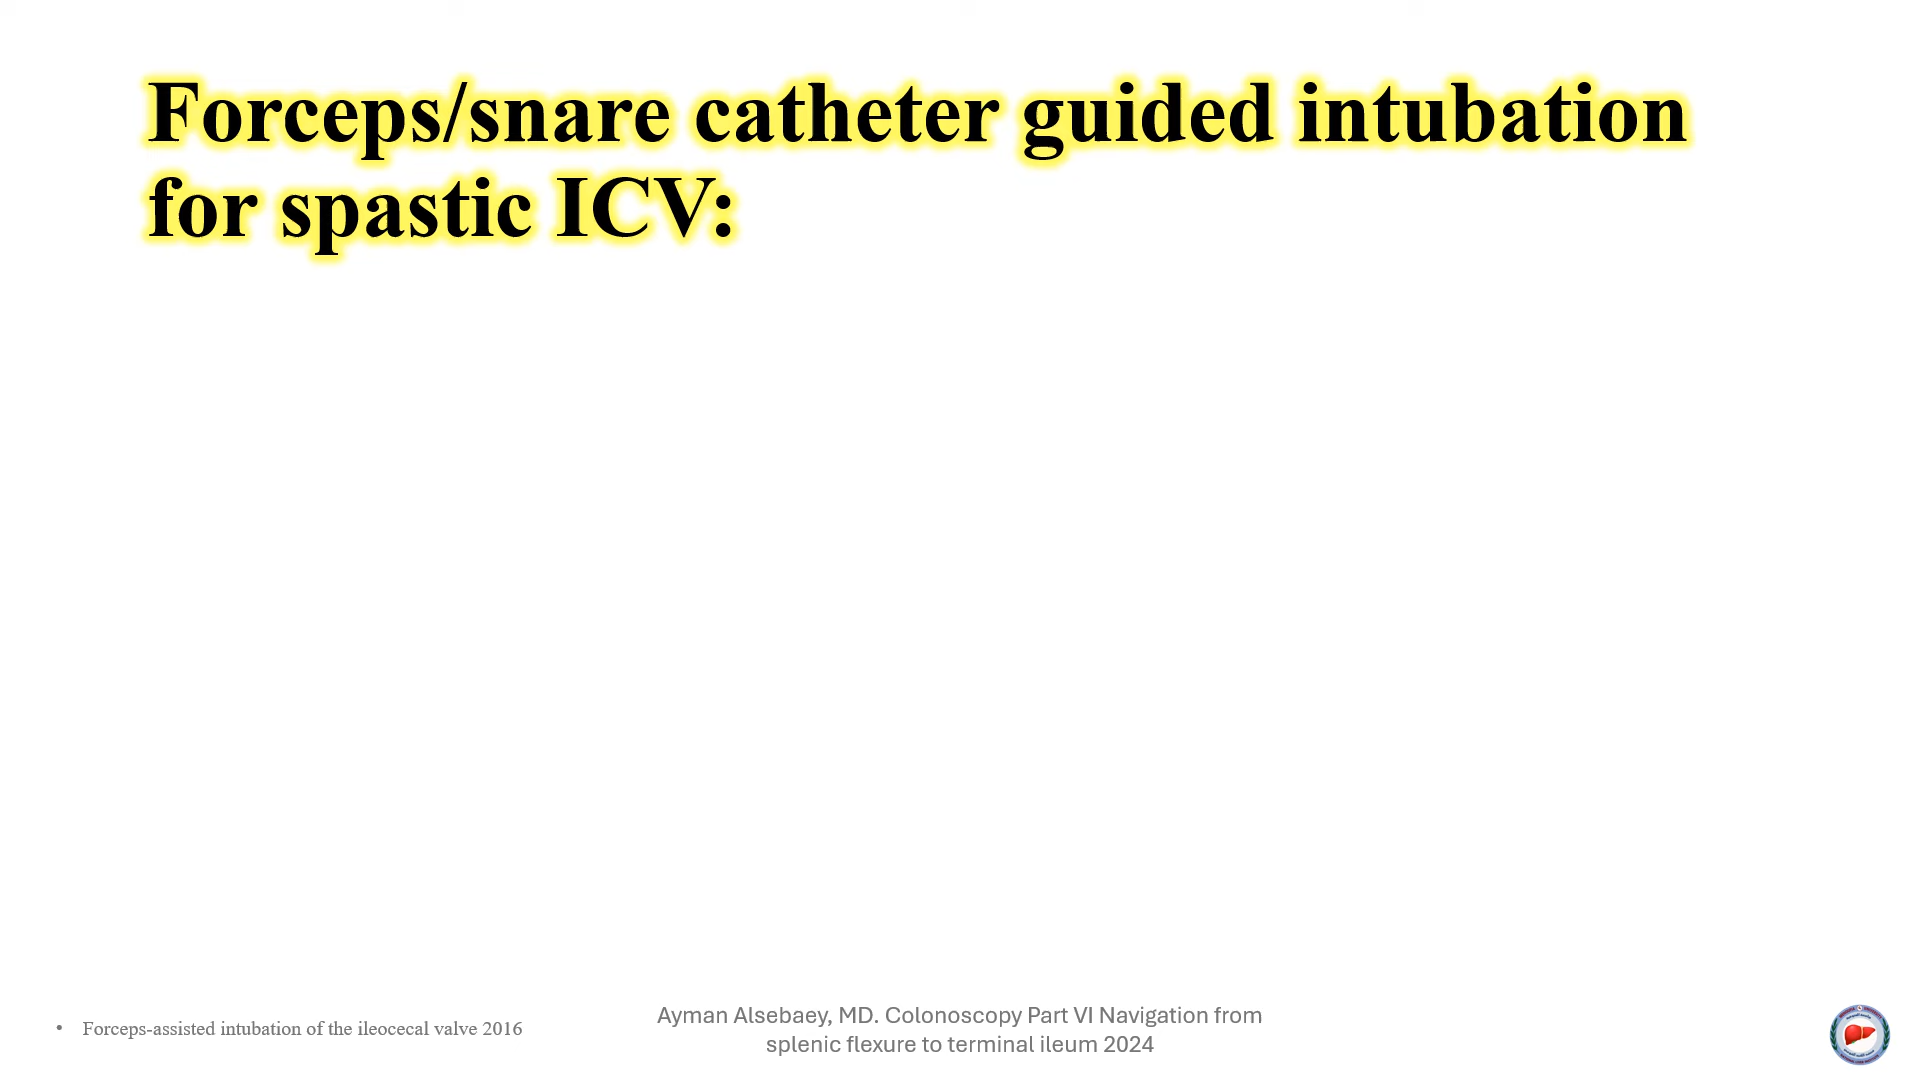 Forceps/snare catheter guided intubation
for spastic ICV:
• Forceps-assisted intubation of the ileocecal valve 2016
Ayman Alsebaey, MD. Colonoscopy Part VI Navigation from
splenic flexure to terminal ileum 2024